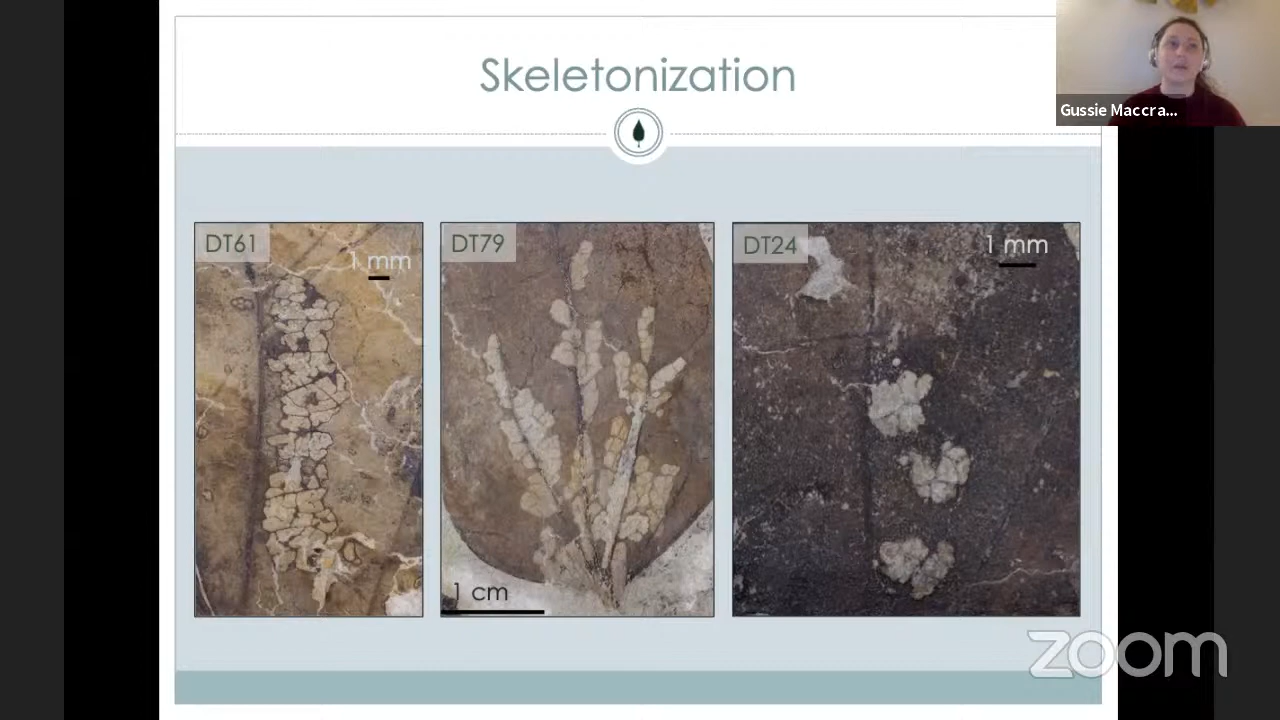 Skeletonization
Gussie Maccra...
DT61
1 mm
DT79
1 cm
DT24
1 mm
zoom